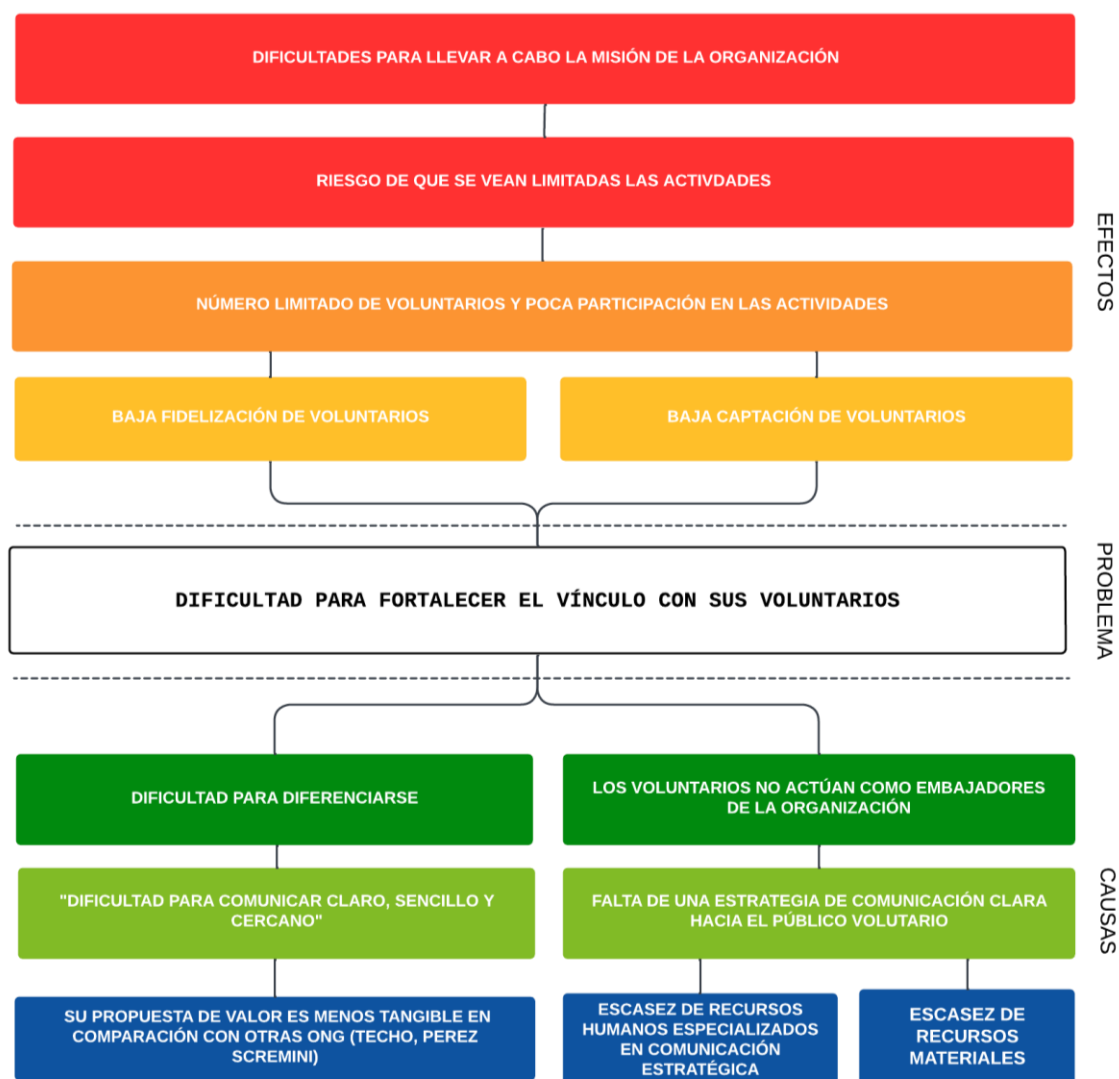 DIFICULTADES PARA LLEVAR A CABO LA MISIÓN DE LA ORGANIZACIÓN
RIESGO DE QUE SE VEAN LIMITADAS LAS ACTIVDADES
NÚMERO LIMITADO DE VOLUNTARIOS Y POCA PARTICIPACIÓN EN LAS ACTIVIDADES
BAJA FIDELIZACIÓN DE VOLUNTARIOS
BAJA CAPTACIÓN DE VOLUNTARIOS
EFECTOS
DIFICULTAD PARA FORTALECER EL VÍNCULO CON SUS VOLUNTARIOS
PROBLEMA
DIFICULTAD PARA DIFERENCIARSE
LOS VOLUNTARIOS NO ACTÚAN COMO EMBAJADORES
DE LA ORGANIZACIÓN
"DIFICULTAD PARA COMUNICAR CLARO, SENCILLO Y
CERCANO"
FALTA DE UNA ESTRATEGIA DE COMUNICACIÓN CLARA
HACIA EL PÚBLICO VOLUTARIO
SU PROPUESTA DE VALOR ES MENOS TANGIBLE EN
COMPARACIÓN CON OTRAS ONG (TECHO, PEREZ
SCREMINI)
ESCASEZ DE RECURSOS
HUMANOS ESPECIALIZADOS
EN COMUNICACIÓN
ESTRATÉGICA
ESCASEZ DE
RECURSOS
MATERIALES
CAUSAS